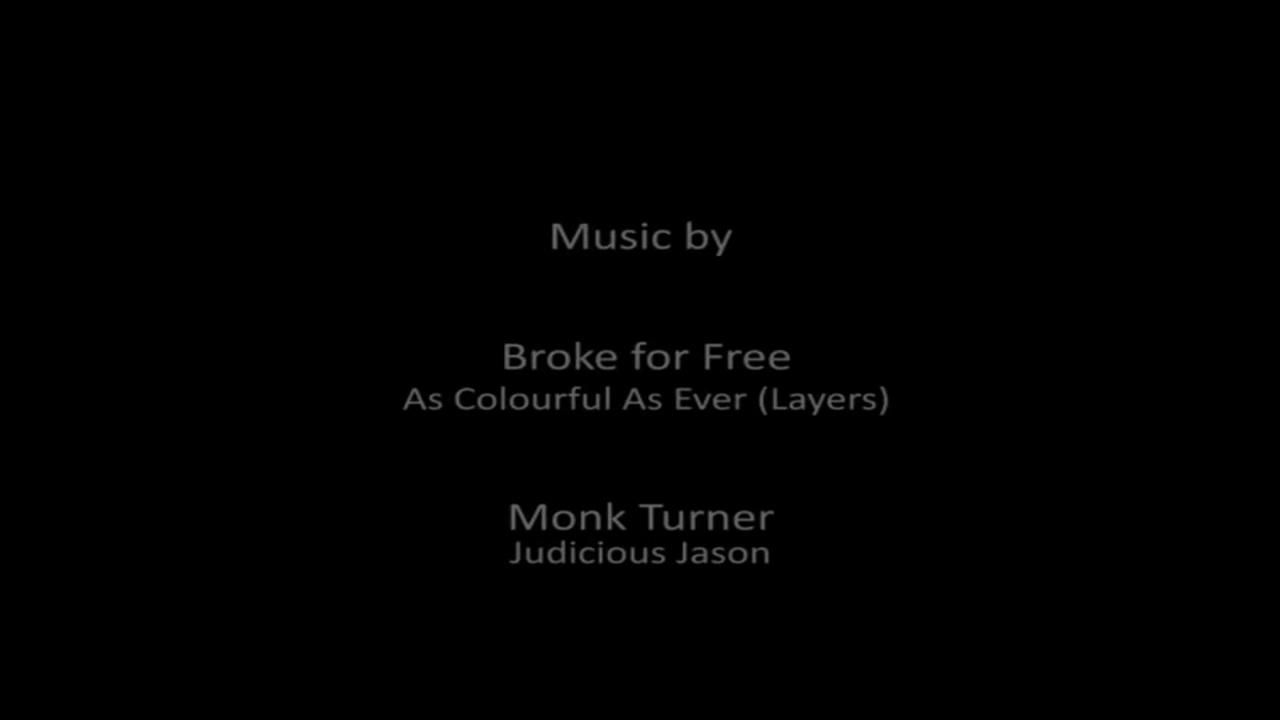 Music by
Broke for Free
As Colourful As Ever (Layers)
Monk Turner
Judicious Jason